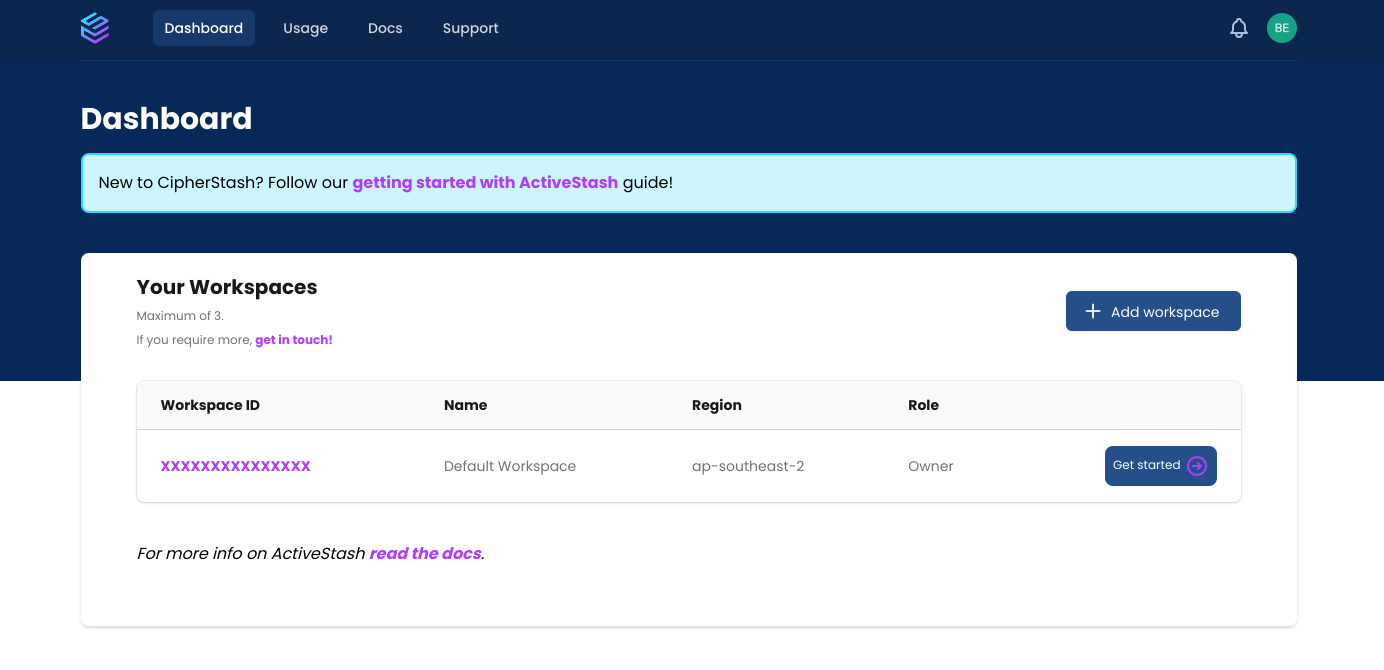 Dashboard Usage Docs Support BE
Dashboard
New to CipherStash? Follow our getting started with ActiveStash guide!
Your Workspaces
Maximum of 3.
If you require more, get in touch!
Add workspace
Workspace ID Name Region Role
XXXXXXXXXXXXXXX Default Workspace ap-southeast-2 Owner Get started
For more info on ActiveStash read the docs.